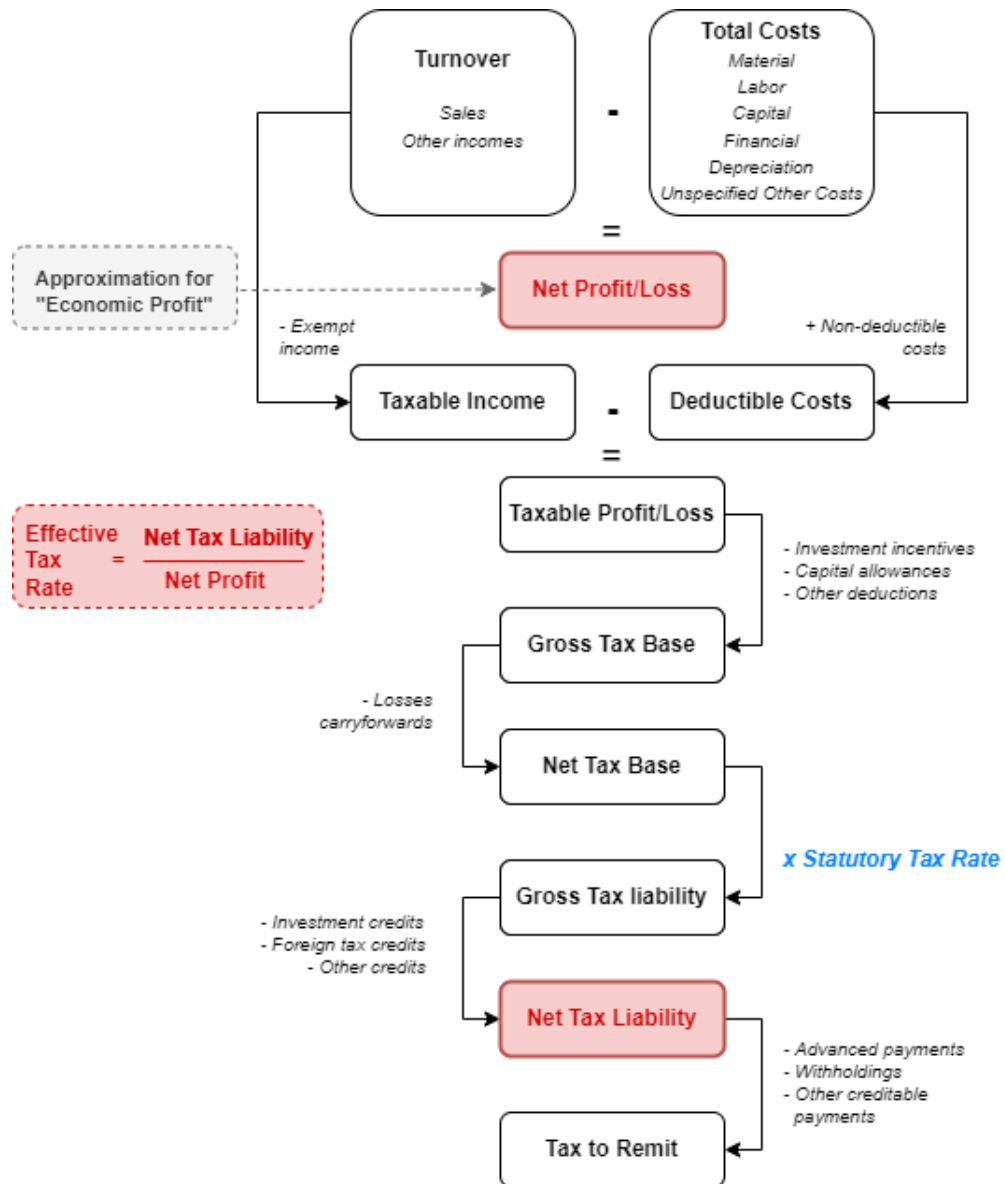 Turnover
Sales
Other incomes
-
Total Costs
Material
Labor
Capital
Financial
Depreciation
Unspecified Other Costs
=
Approximation for
"Economic Profit"
Net Profit/Loss
- Exempt
income
+ Non-deductible
costs
Taxable Income
-
Deductible Costs
=
Taxable Profit/Loss
Effective
Tax
Rate
=
Net Tax Liability
Net Profit
- Investment incentives
- Capital allowances
- Other deductions
Gross Tax Base
- Losses
carryforwards
Net Tax Base
x Statutory Tax Rate
Gross Tax liability
- Investment credits
- Foreign tax credits
- Other credits
Net Tax Liability
- Advanced payments
- Withholdings
- Other creditable
payments
Tax to Remit